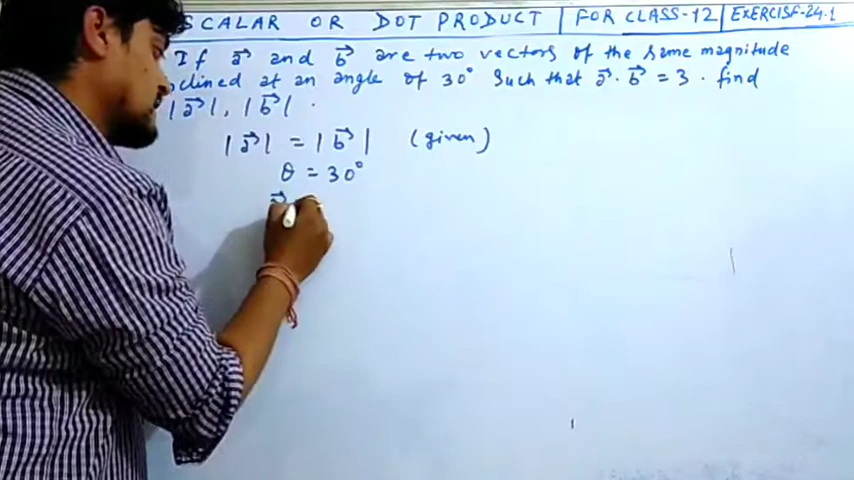 SCALAR OR DOT PRODUCT | FOR CLASS-12 | EXERCISE-24.1
If a⃗ and b⃗ are two vectors of the same magnitude
clined at an angle of 30° such that a⃗ · b⃗ = 3 . find
|a⃗|, |b⃗| .
|a⃗| = |b⃗| (given)
θ = 30°
a⃗